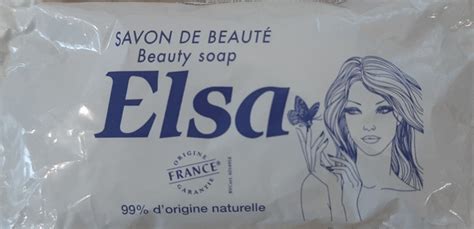 SAVON DE BEAUTÉ
Beauty soap
Elsa
ORIGINE
FRANCE
GARANTIE
99% d'origine naturelle